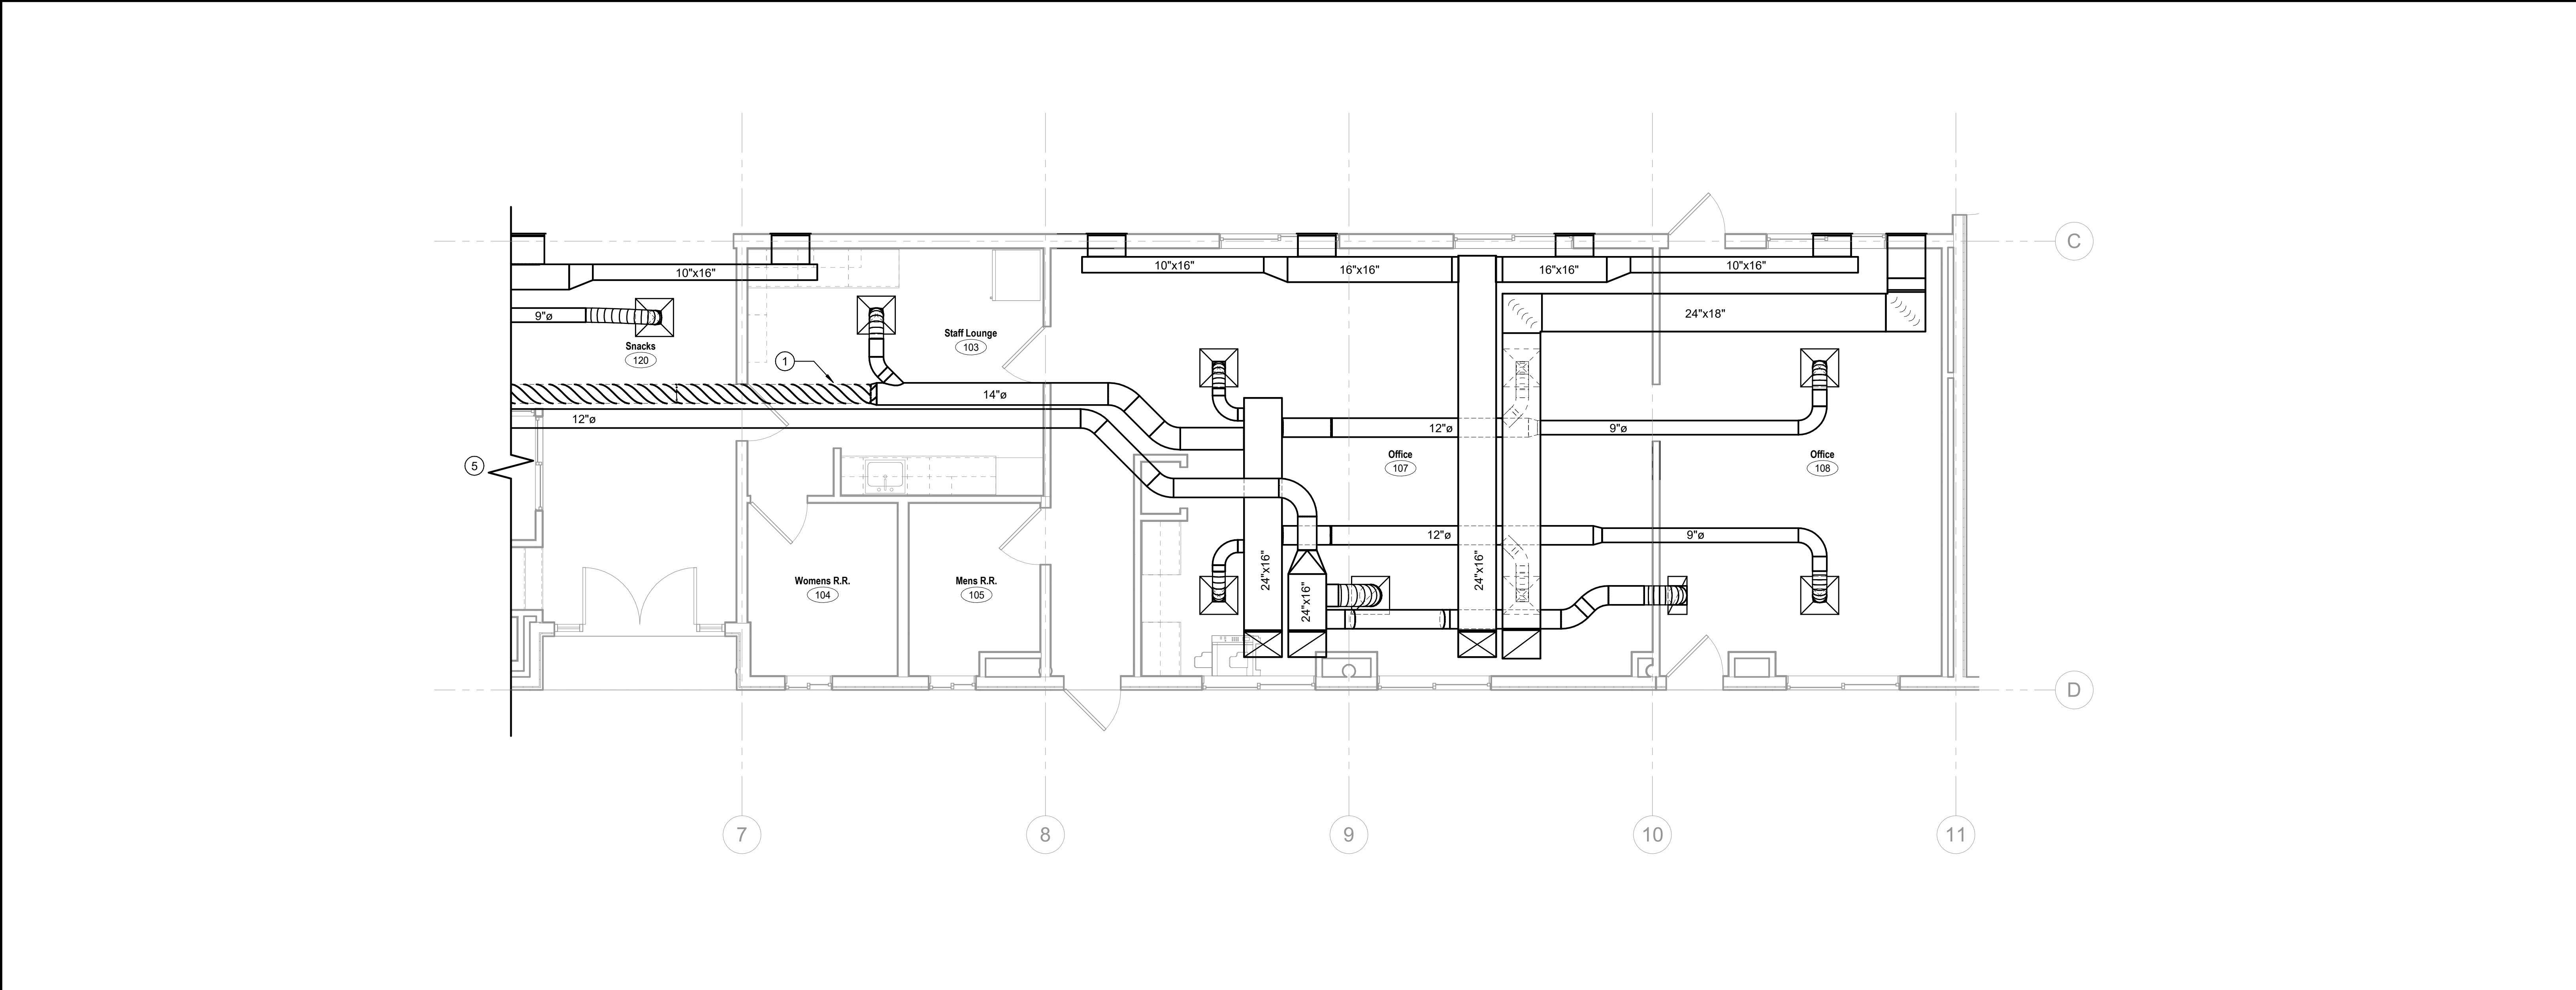 C
10"x16"
10"x16"
16"x16"
16"x16"
10"x16"
9"ø
24"x18"
Staff Lounge
103
Snacks
120
1
14"ø
12"ø
12"ø
9"ø
5
Office
107
Office
108
12"ø
9"ø
24"x16"
24"x16"
24"x16"
Womens R.R.
104
Mens R.R.
105
D
7
8
9
10
11